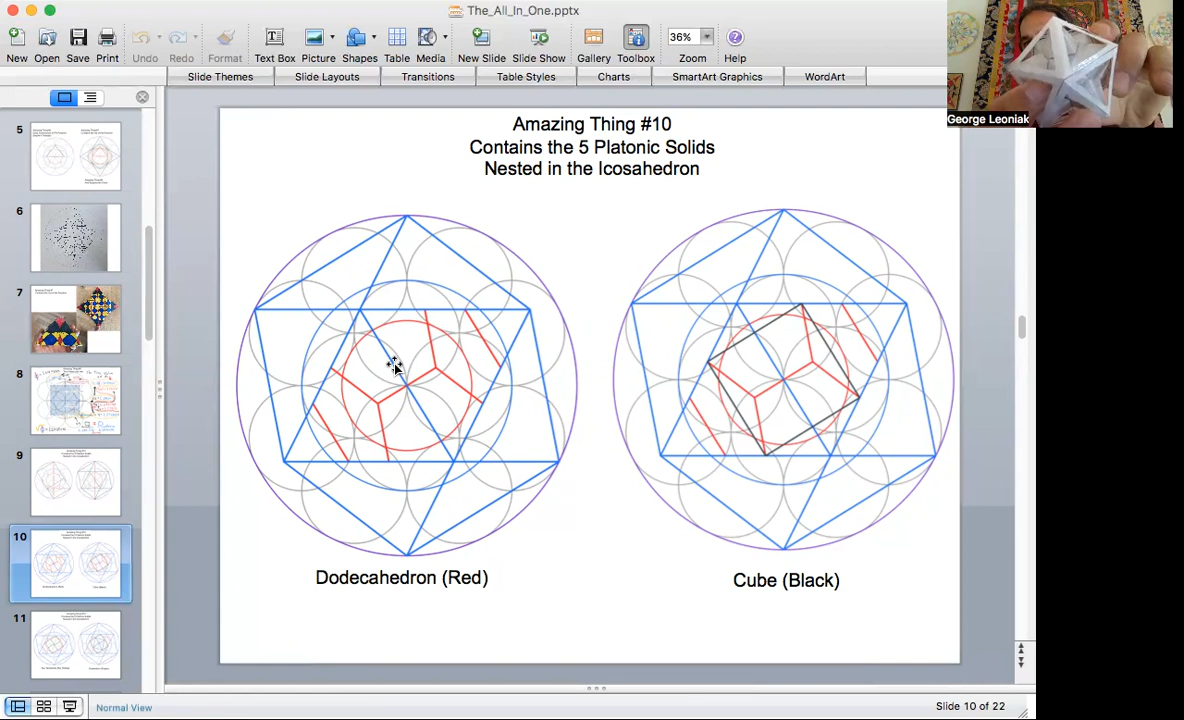 The_All_In_One.pptx
New Open Save Print Undo Redo Format Text Box Picture Shapes Table Media New Slide Slide Show Gallery Toolbox 36% Zoom ? Help
Slide Themes Slide Layouts Transitions Table Styles Charts SmartArt Graphics WordArt
George Leoniak
5
6
7
8
9
10
11
Amazing Thing #10
Contains the 5 Platonic Solids
Nested in the Icosahedron
Dodecahedron (Red)
Cube (Black)
Normal View
Slide 10 of 22